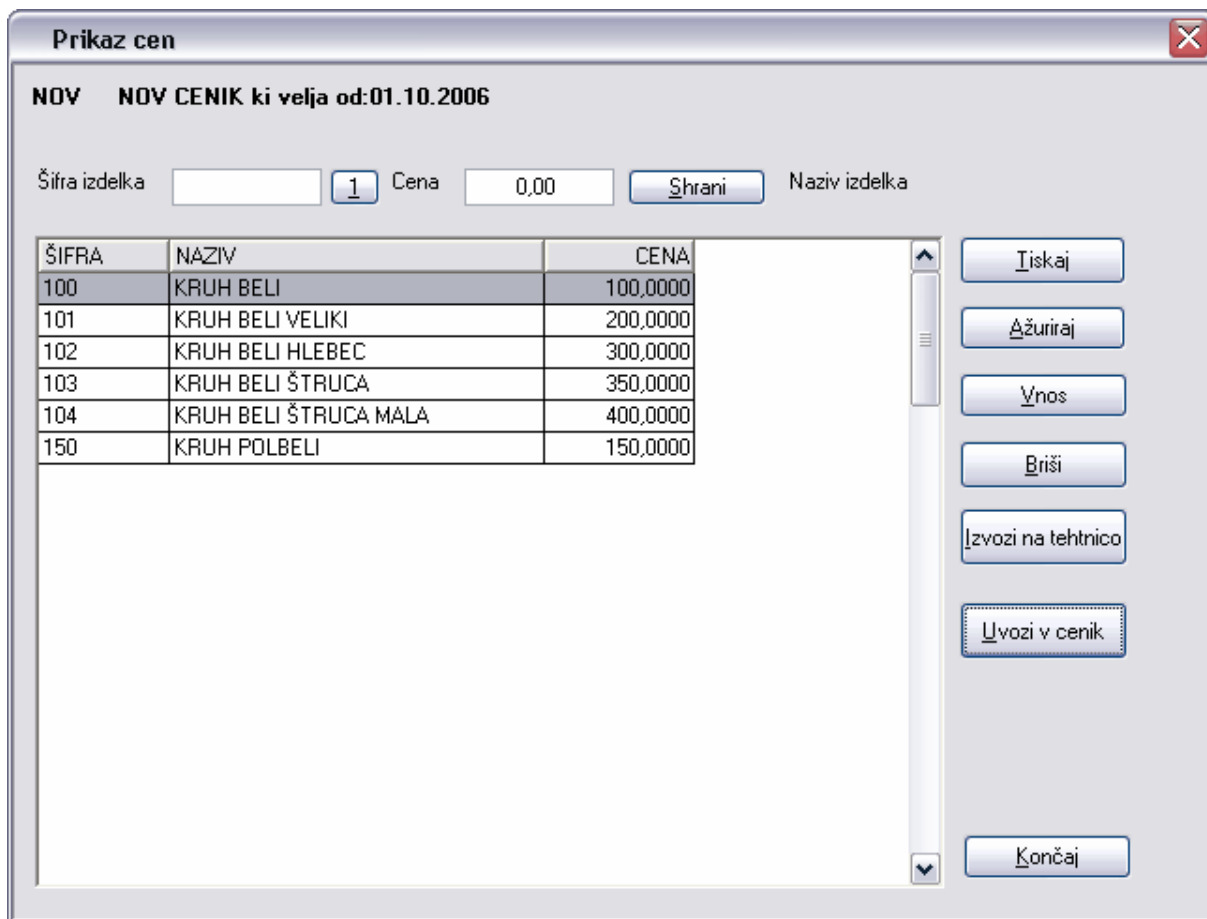 Prikaz cen
NOV NOV CENIK ki velja od:01.10.2006
Šifra izdelka 1 Cena 0,00 Shrani Naziv izdelka
ŠIFRA NAZIV CENA
100 KRUH BELI 100,0000
101 KRUH BELI VELIKI 200,0000
102 KRUH BELI HLEBEC 300,0000
103 KRUH BELI ŠTRUCA 350,0000
104 KRUH BELI ŠTRUCA MALA 400,0000
150 KRUH POLBELI 150,0000
Tiskaj
Ažuriraj
Vnos
Briši
Izvozi na tehtnico
Uvozi v cenik
Končaj